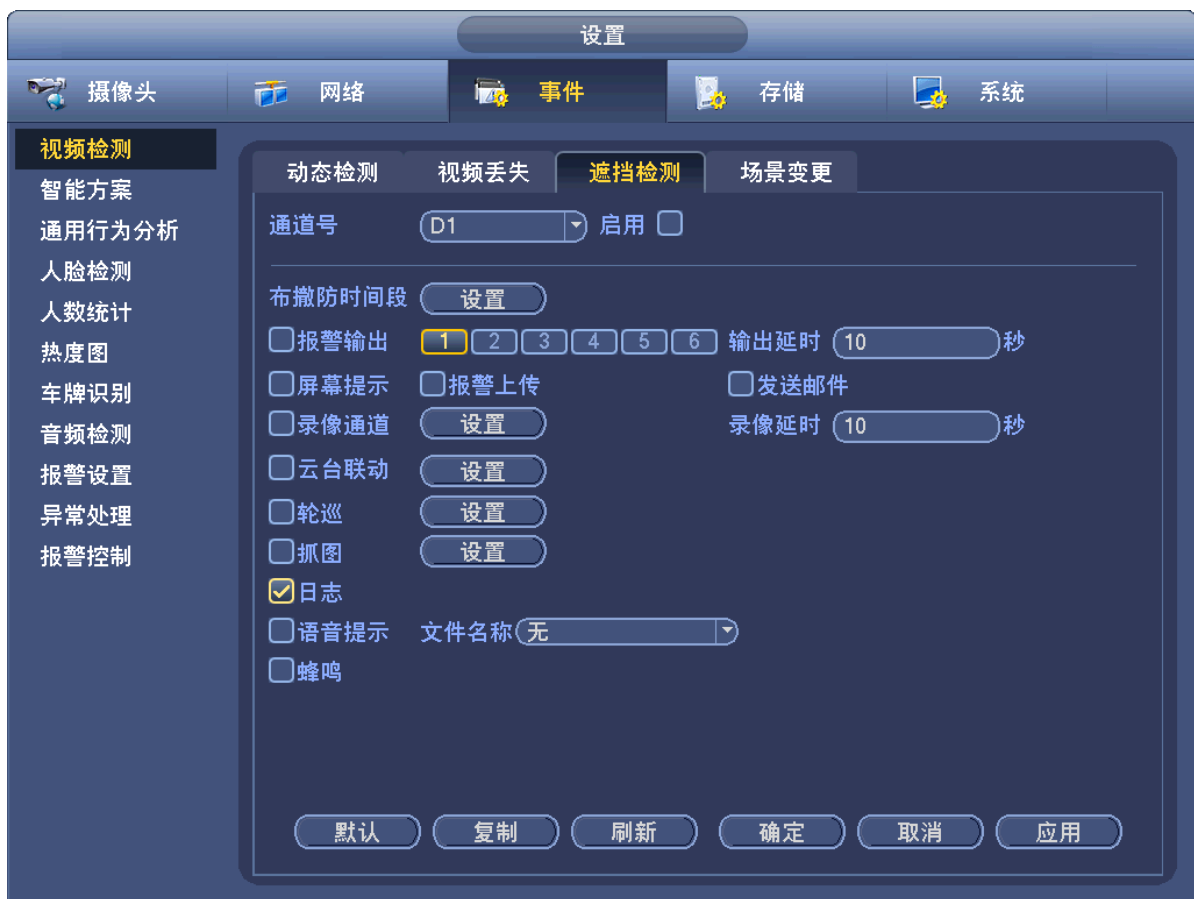 设置
摄像头 网络 事件 存储 系统
视频检测
智能方案
通用行为分析
人脸检测
人数统计
热度图
车牌识别
音频检测
报警设置
异常处理
报警控制
动态检测 视频丢失 遮挡检测 场景变更
通道号 D1 启用
布撤防时间段 设置
报警输出 1 2 3 4 5 6 输出延时 10 秒
屏幕提示 报警上传 发送邮件
录像通道 设置 录像延时 10 秒
云台联动 设置
轮巡 设置
抓图 设置
日志
语音提示 文件名称 无
蜂鸣
默认 复制 刷新 确定 取消 应用